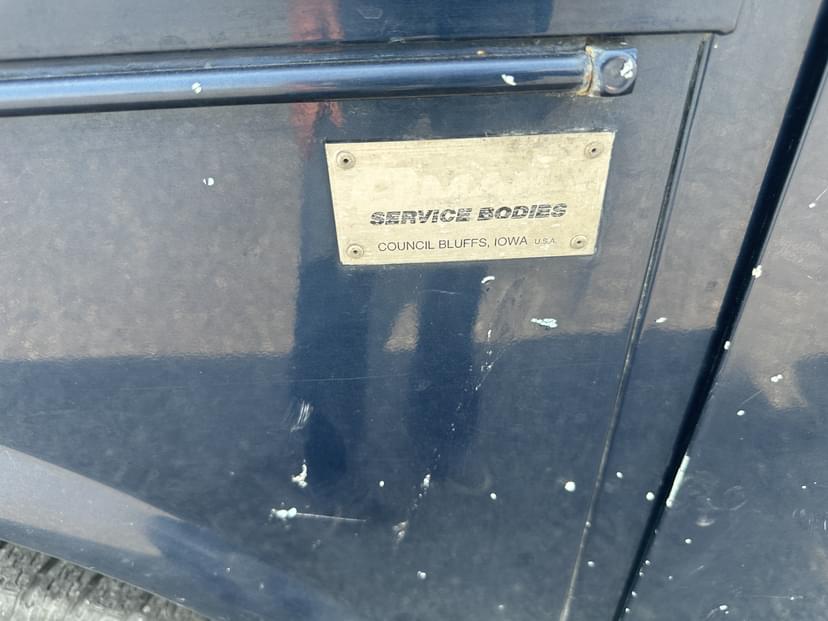 SERVICE BODIES
COUNCIL BLUFFS, IOWA U.S.A.